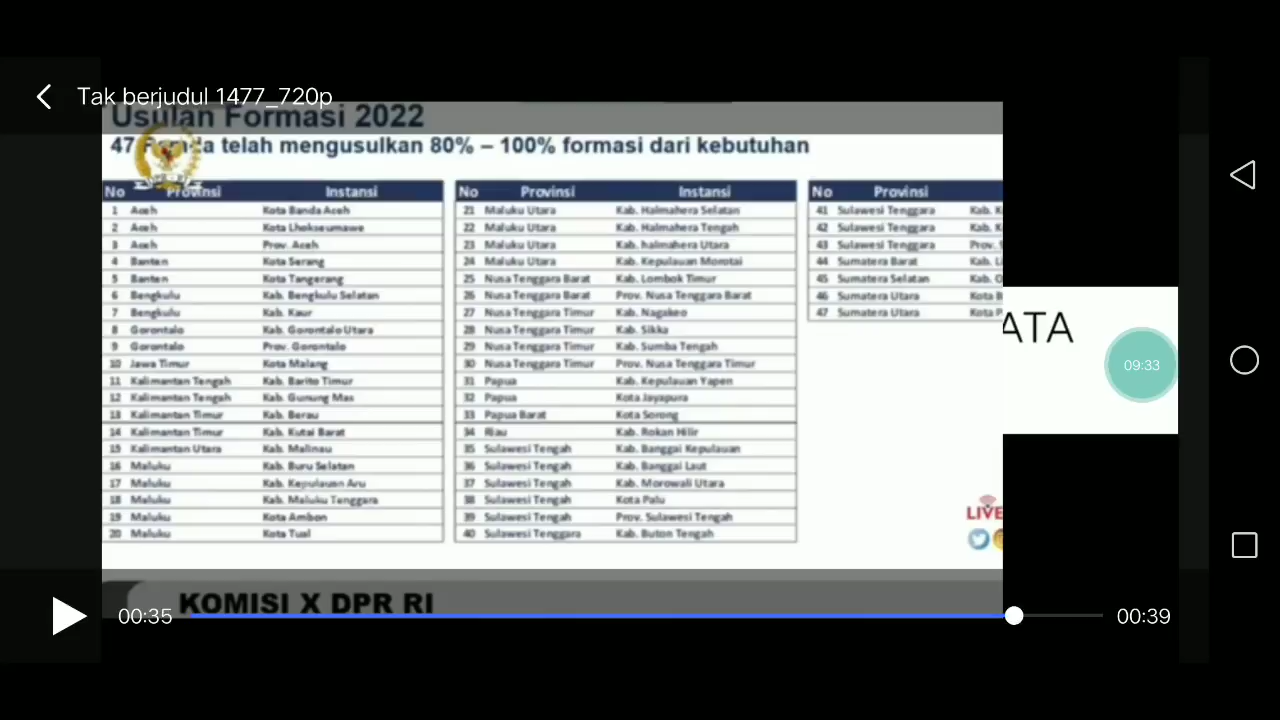 Tak berjudul 1477_720p
Usulan Formasi 2022
47 telah mengusulkan 80% – 100% formasi dari kebutuhan
No Provinsi Instansi
1 Aceh Kota Banda Aceh
2 Aceh Kota Lhokseumawe
3 Aceh Prov. Aceh
4 Banten Kota Serang
5 Banten Kota Tangerang
6 Bengkulu Kab. Bengkulu Selatan
7 Bengkulu Kab. Kaur
8 Gorontalo Kab. Gorontalo Utara
9 Gorontalo Prov. Gorontalo
10 Jawa Timur Kota Malang
11 Kalimantan Tengah Kab. Barito Timur
12 Kalimantan Tengah Kab. Gunung Mas
13 Kalimantan Timur Kab. Berau
14 Kalimantan Timur Kab. Kutai Barat
15 Kalimantan Utara Kab. Malinau
16 Maluku Kab. Buru Selatan
17 Maluku Kab. Kepulauan Aru
18 Maluku Kab. Maluku Tenggara
19 Maluku Kota Ambon
20 Maluku Kota Tual
No Provinsi Instansi
21 Maluku Utara Kab. Halmahera Selatan
22 Maluku Utara Kab. Halmahera Tengah
23 Maluku Utara Kab. halmahera Utara
24 Maluku Utara Kab. Kepulauan Morotai
25 Nusa Tenggara Barat Kab. Lombok Timur
26 Nusa Tenggara Barat Prov. Nusa Tenggara Barat
27 Nusa Tenggara Timur Kab. Nagakeo
28 Nusa Tenggara Timur Kab. Sikka
29 Nusa Tenggara Timur Kab. Sumba Tengah
30 Nusa Tenggara Timur Prov. Nusa Tenggara Timur
31 Papua Kab. Kepulauan Yapen
32 Papua Kota Jayapura
33 Papua Barat Kota Sorong
34 Riau Kab. Rokan Hilir
35 Sulawesi Tengah Kab. Banggai Kepulauan
36 Sulawesi Tengah Kab. Banggai Laut
37 Sulawesi Tengah Kab. Morowali Utara
38 Sulawesi Tengah Kota Palu
39 Sulawesi Tengah Prov. Sulawesi Tengah
40 Sulawesi Tenggara Kab. Buton Tengah
No Provinsi
41 Sulawesi Tenggara Kab. K
42 Sulawesi Tenggara Kab. K
43 Sulawesi Tenggara Prov.
44 Sumatera Barat Kab.
45 Sumatera Selatan Kab.
46 Sumatera Utara Kota
47 Sumatera Utara Kota
ATA
09:33
LIVE
KOMISI X DPR RI
00:35
00:39